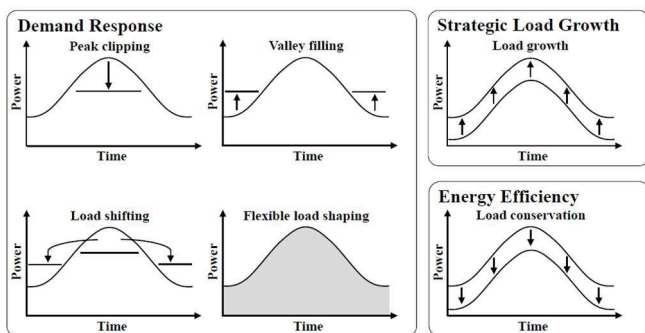 Demand Response
Peak clipping
Power
Time
Valley filling
Power
Time
Load shifting
Power
Time
Flexible load shaping
Power
Time
Strategic Load Growth
Load growth
Power
Time
Energy Efficiency
Load conservation
Power
Time